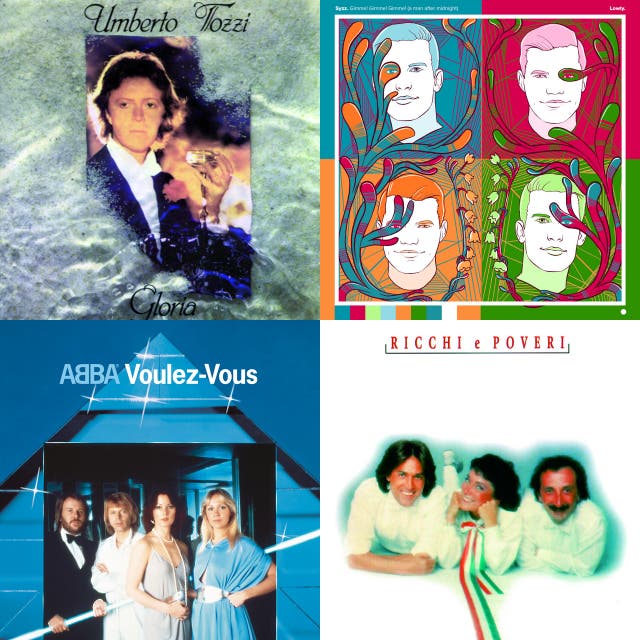 Umberto Tozzi
Gloria
Syzz. Gimme! Gimme! Gimme! (a man after midnight)
Lowly.
ABBA Voulez-Vous
RICCHI e POVERI